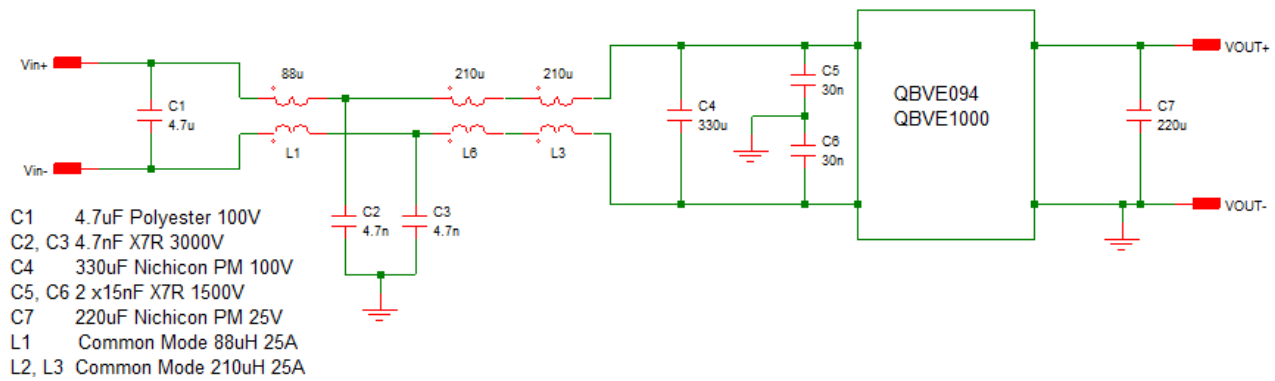 Vin+
Vin-
C1
4.7u
88u
L1
210u
210u
L6
L3
C2
4.7n
C3
4.7n
C4
330u
C5
30n
C6
30n
QBVE094
QBVE1000
C7
220u
VOUT+
VOUT-
C1 4.7uF Polyester 100V
C2, C3 4.7nF X7R 3000V
C4 330uF Nichicon PM 100V
C5, C6 2 x15nF X7R 1500V
C7 220uF Nichicon PM 25V
L1 Common Mode 88uH 25A
L2, L3 Common Mode 210uH 25A